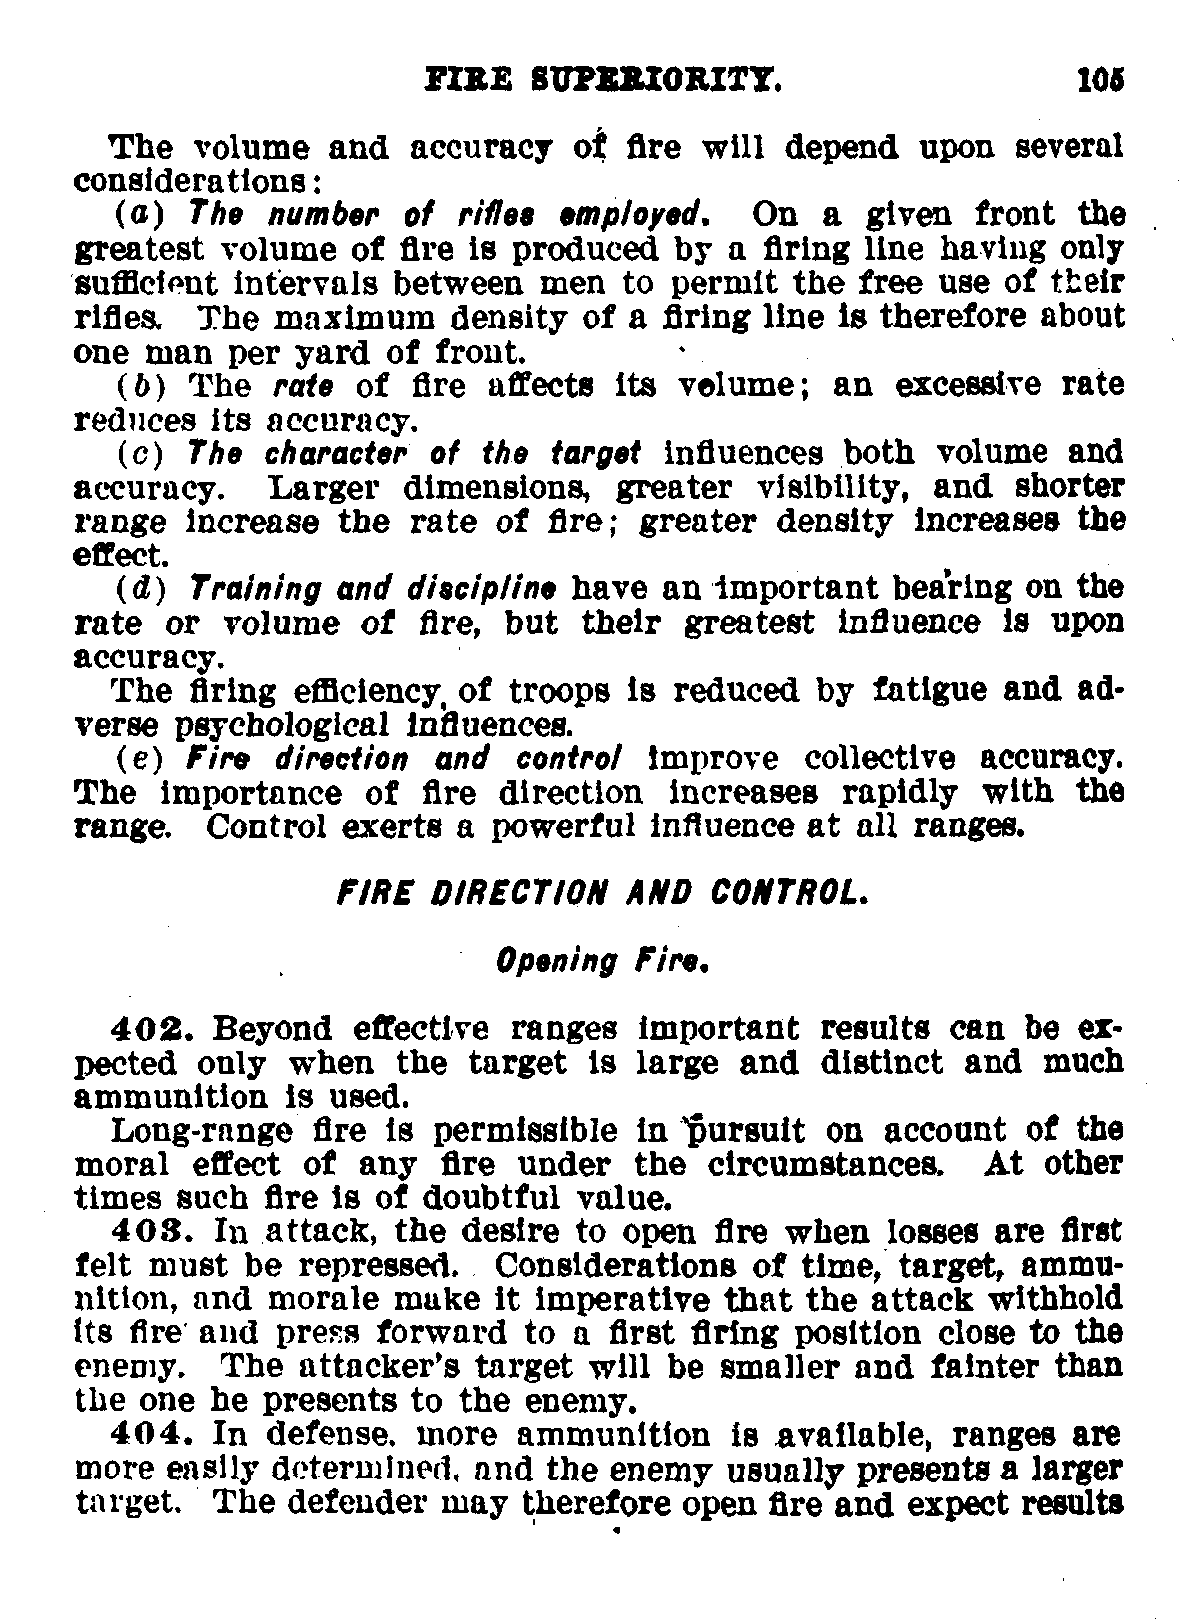 FIRE SUPERIORITY. 105
The volume and accuracy of fire will depend upon several
considerations:
(a) The number of rifles employed. On a given front the
greatest volume of fire is produced by a firing line having only
sufficient intervals between men to permit the free use of their
rifles. The maximum density of a firing line is therefore about
one man per yard of front.
(b) The rate of fire affects its volume; an excessive rate
reduces its accuracy.
(c) The character of the target influences both volume and
accuracy. Larger dimensions, greater visibility, and shorter
range increase the rate of fire; greater density increases the
effect.
(d) Training and discipline have an important bearing on the
rate or volume of fire, but their greatest influence is upon
accuracy.
The firing efficiency of troops is reduced by fatigue and ad-
verse psychological influences.
(e) Fire direction and control improve collective accuracy.
The importance of fire direction increases rapidly with the
range. Control exerts a powerful influence at all ranges.
FIRE DIRECTION AND CONTROL.
Opening Fire.
402. Beyond effective ranges important results can be ex-
pected only when the target is large and distinct and much
ammunition is used.
Long-range fire is permissible in pursuit on account of the
moral effect of any fire under the circumstances. At other
times such fire is of doubtful value.
403. In attack, the desire to open fire when losses are first
felt must be repressed. Considerations of time, target, ammu-
nition, and morale make it imperative that the attack withhold
its fire and press forward to a first firing position close to the
enemy. The attacker's target will be smaller and fainter than
the one he presents to the enemy.
404. In defense, more ammunition is available, ranges are
more easily determined, and the enemy usually presents a larger
target. The defender may therefore open fire and expect results